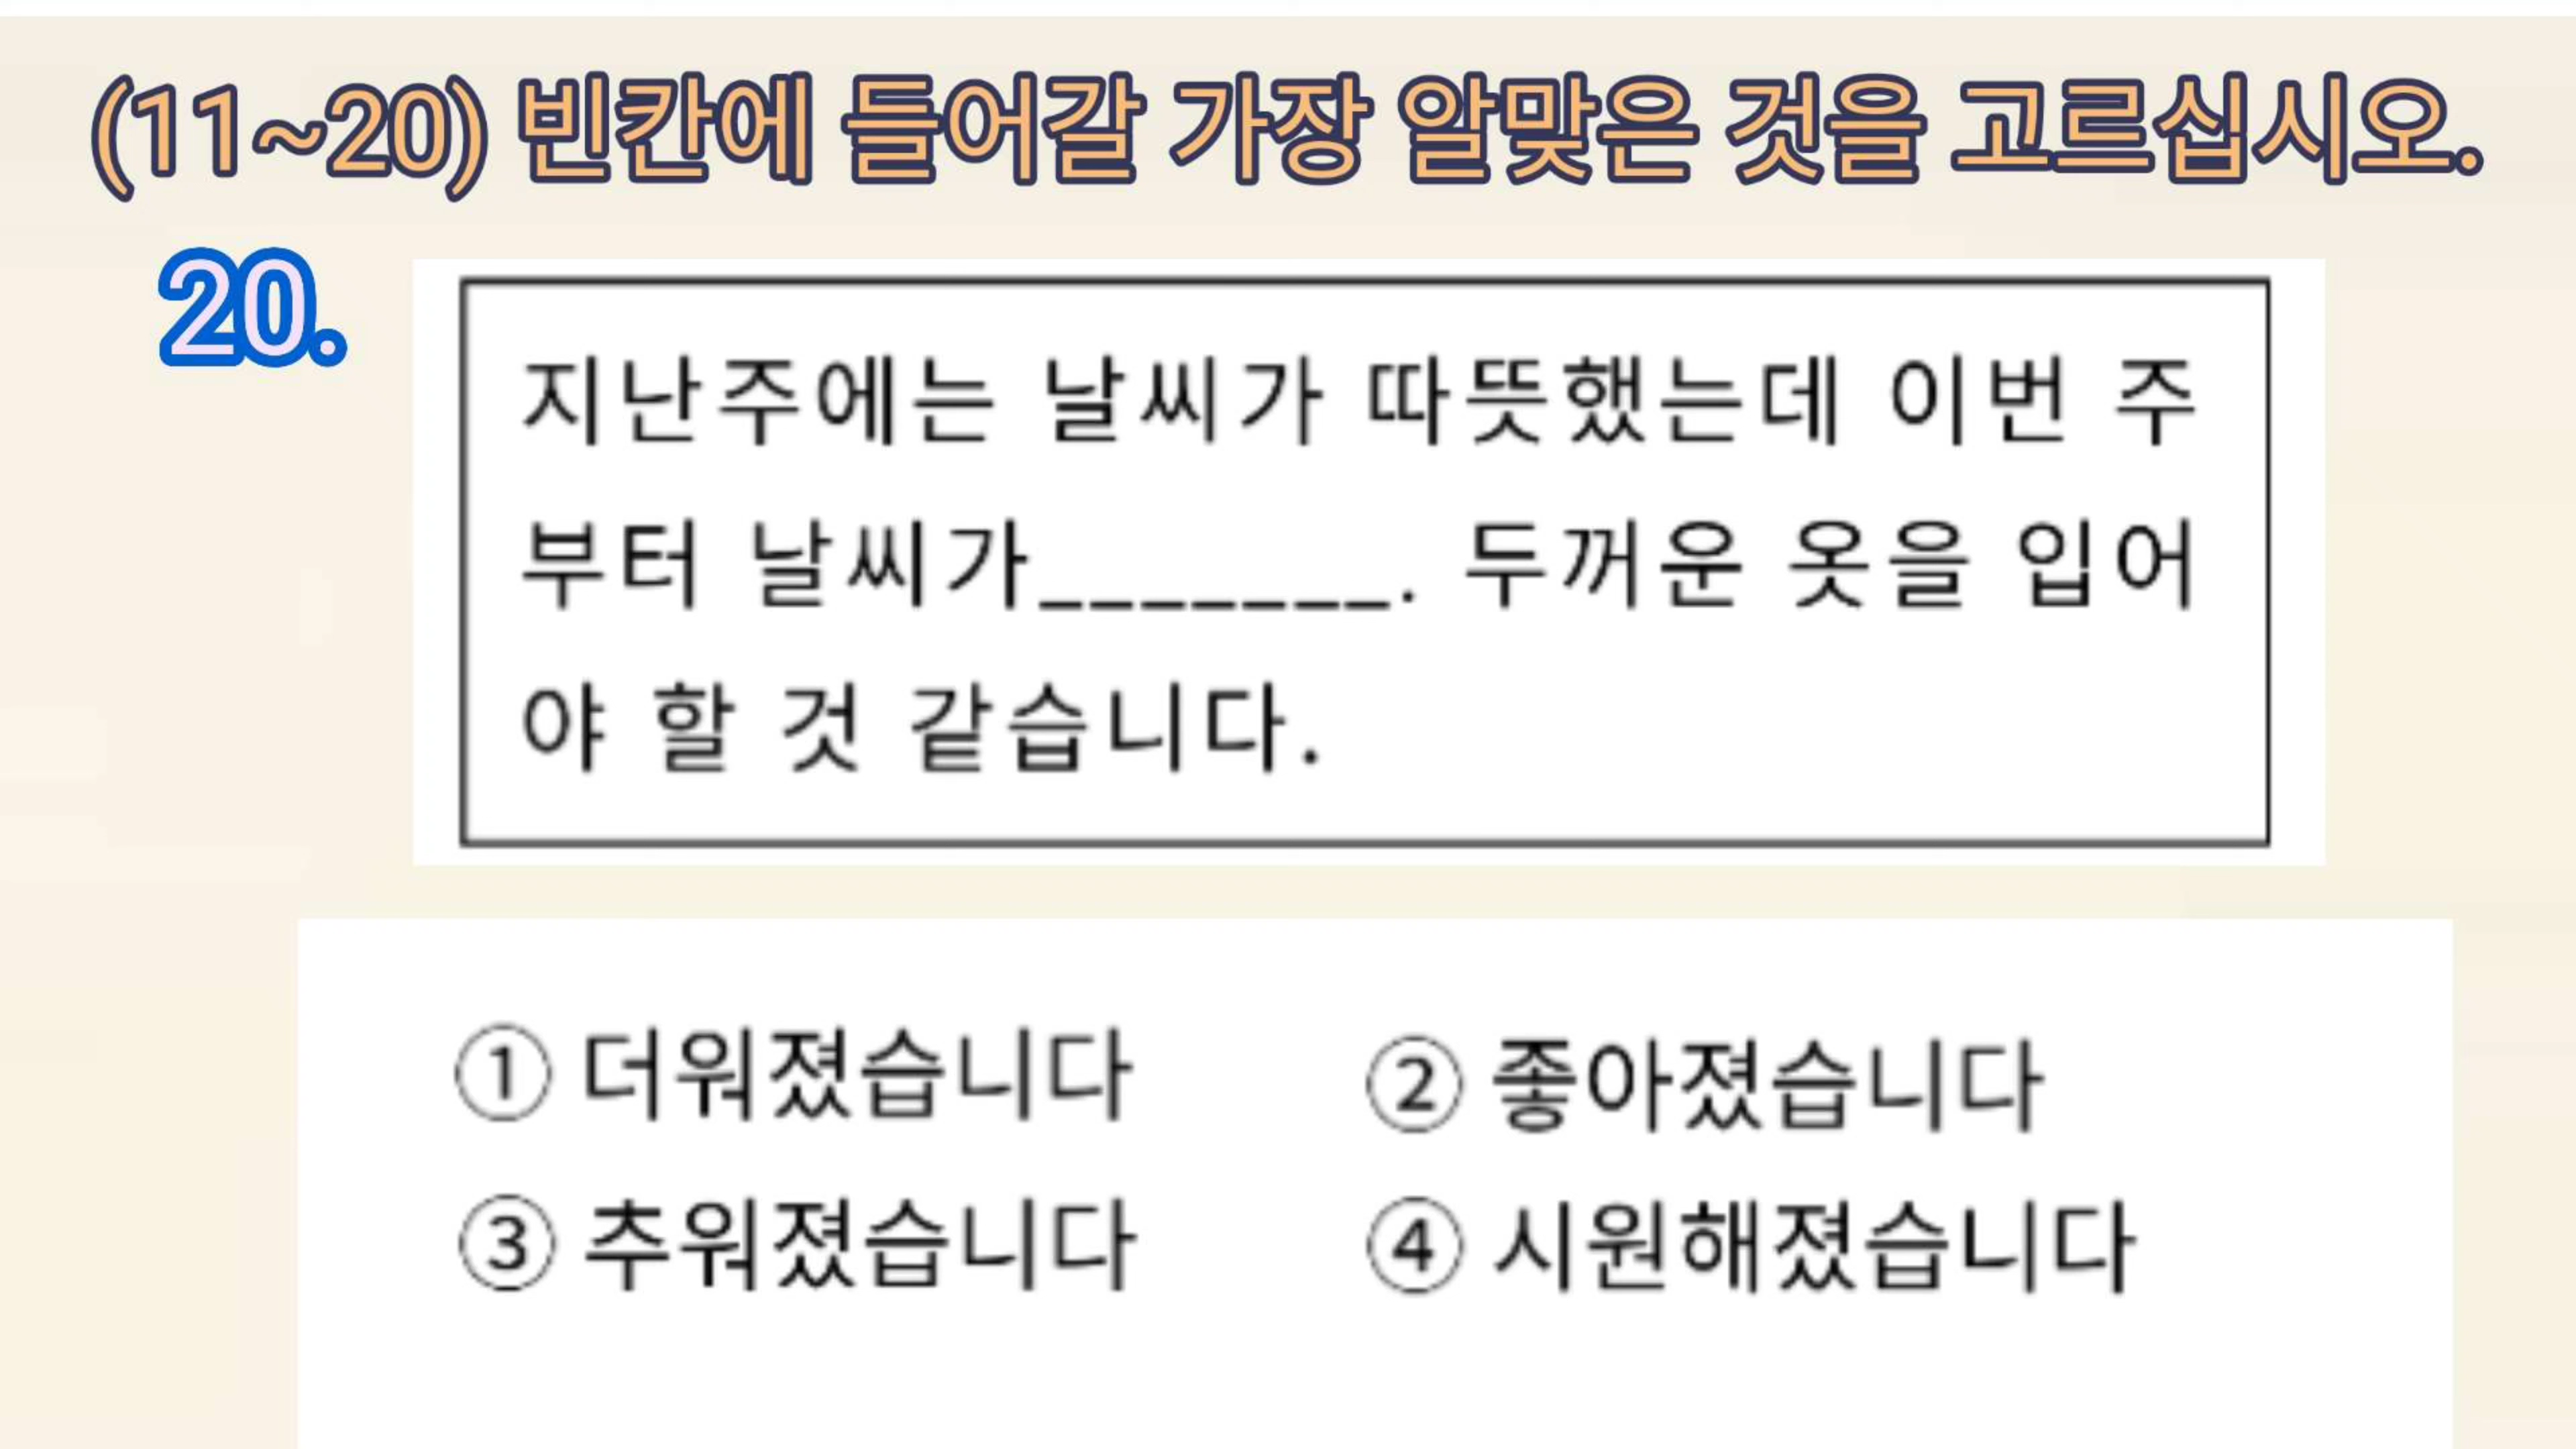 (11~20) 빈칸에 들어갈 가장 알맞은 것을 고르십시오.
20.
지난주에는 날씨가 따뜻했는데 이번 주
부터 날씨가_______. 두꺼운 옷을 입어
야 할 것 같습니다.
① 더워졌습니다 ② 좋아졌습니다
③ 추워졌습니다 ④ 시원해졌습니다